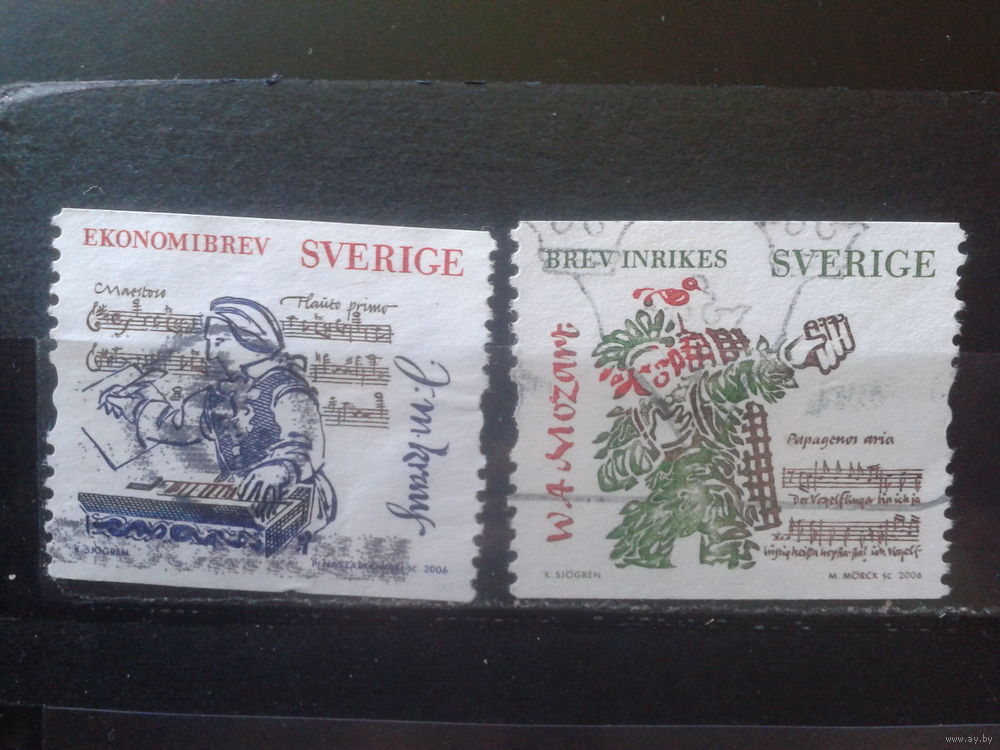 EKONOMIBREV SVERIGE
Maestoso
Flauto primo
K. SJÖGREN
SC 2006
BREV INRIKES SVERIGE
W. A Mozart
Papagenos aria
Der Vogelfänger bin ich ja
K. SJÖGREN
M. MÖRCK SC 2006
www.ay.by